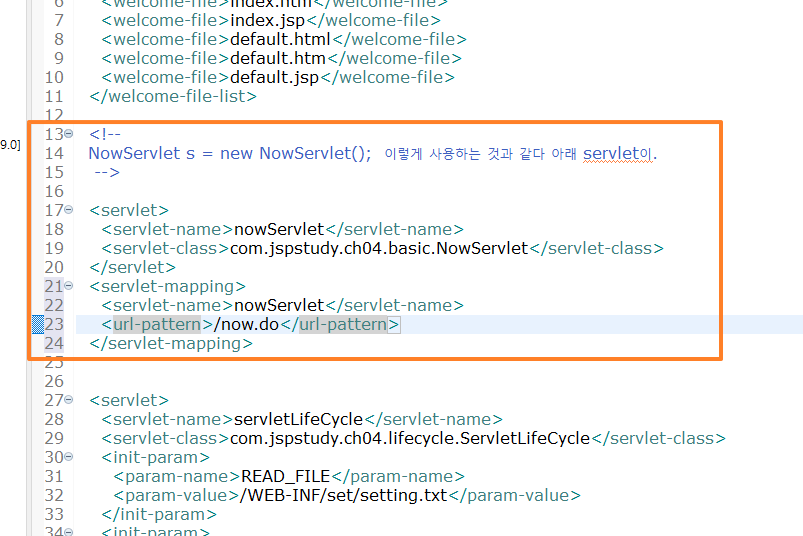 6 <welcome-file>index.htm</welcome-file>
7 <welcome-file>index.jsp</welcome-file>
8 <welcome-file>default.html</welcome-file>
9 <welcome-file>default.htm</welcome-file>
10 <welcome-file>default.jsp</welcome-file>
11 </welcome-file-list>
12
9.0]
13 <!--
14 NowServlet s = new NowServlet(); 이렇게 사용하는 것과 같다 아래 servlet이.
15 -->
16
17 <servlet>
18 <servlet-name>nowServlet</servlet-name>
19 <servlet-class>com.jspstudy.ch04.basic.NowServlet</servlet-class>
20 </servlet>
21 <servlet-mapping>
22 <servlet-name>nowServlet</servlet-name>
23 <url-pattern>/now.do</url-pattern>
24 </servlet-mapping>
25
26
27 <servlet>
28 <servlet-name>servletLifeCycle</servlet-name>
29 <servlet-class>com.jspstudy.ch04.lifecycle.ServletLifeCycle</servlet-class>
30 <init-param>
31 <param-name>READ_FILE</param-name>
32 <param-value>/WEB-INF/set/setting.txt</param-value>
33 </init-param>
34 <init-param>